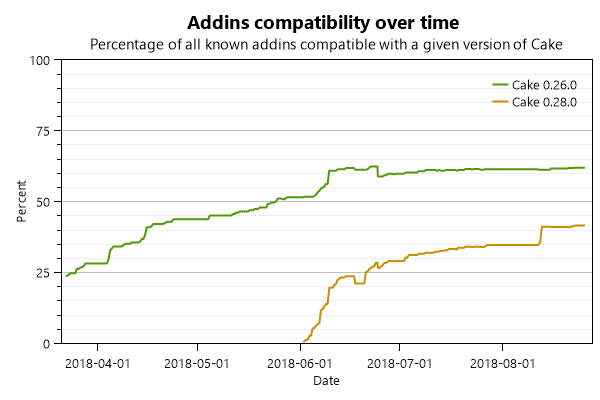 Addins compatibility over time
Percentage of all known addins compatible with a given version of Cake
100
Cake 0.26.0
Cake 0.28.0
75
Percent
50
25
0
2018-04-01 2018-05-01 2018-06-01 2018-07-01 2018-08-01
Date